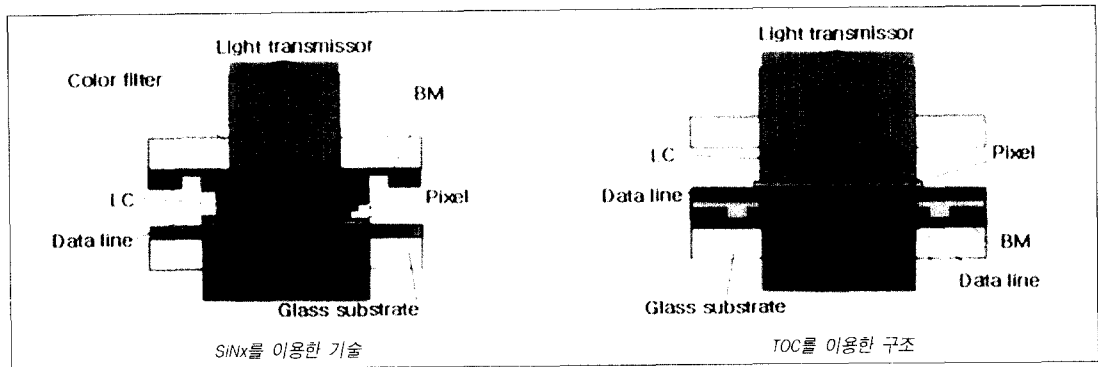 Light transmissor
Color filter
BM
LC
Pixel
Data line
Glass substrate
SiNx를 이용한 기술
Light transmissor
LC
Pixel
Data line
BM
Data line
Glass substrate
TOC를 이용한 구조